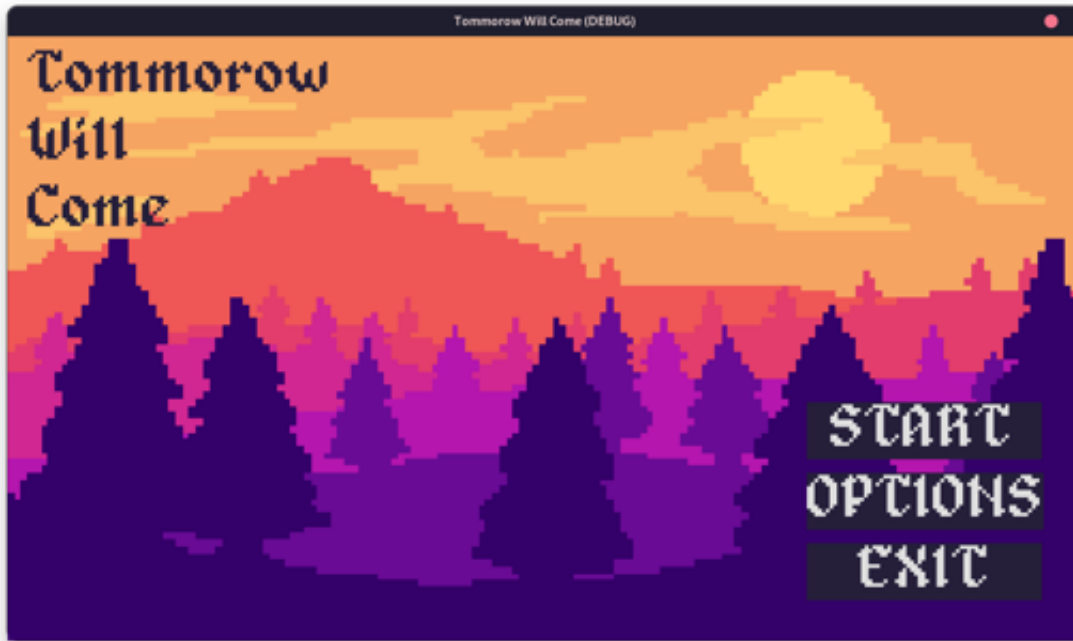 Tommorow Will Come (DEBUG)
Tommorow
Will
Come
START
OPTIONS
EXIT